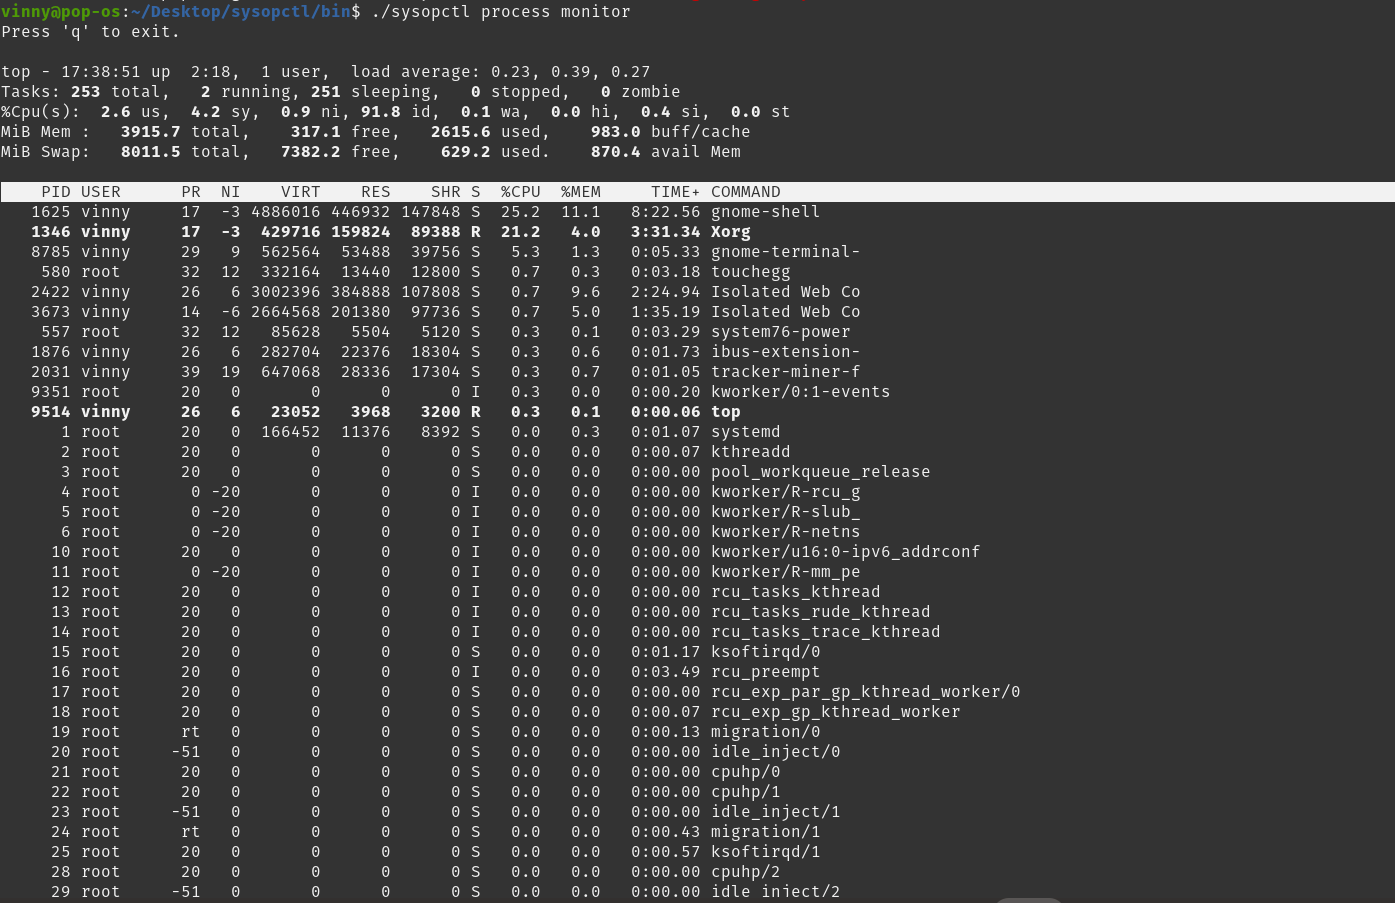 vinny@pop-os:~/Desktop/sysopctl/bin$ ./sysopctl process monitor
Press 'q' to exit.
top - 17:38:51 up  2:18,  1 user,  load average: 0.23, 0.39, 0.27
Tasks: 253 total,   2 running, 251 sleeping,   0 stopped,   0 zombie
%Cpu(s):  2.6 us,  4.2 sy,  0.9 ni, 91.8 id,  0.1 wa,  0.0 hi,  0.4 si,  0.0 st
MiB Mem :   3915.7 total,    317.1 free,   2615.6 used,    983.0 buff/cache
MiB Swap:   8011.5 total,   7382.2 free,    629.2 used.    870.4 avail Mem
    PID USER      PR  NI    VIRT    RES    SHR S  %CPU  %MEM     TIME+ COMMAND
   1625 vinny     17  -3 4886016 446932 147848 S  25.2  11.1   8:22.56 gnome-shell
   1346 vinny     17  -3  429716 159824  89388 R  21.2   4.0   3:31.34 Xorg
   8785 vinny     29   9  562564  53488  39756 S   5.3   1.3   0:05.33 gnome-terminal-
    580 root      32  12  332164  13440  12800 S   0.7   0.3   0:03.18 touchegg
   2422 vinny     26   6 3002396 384888 107808 S   0.7   9.6   2:24.94 Isolated Web Co
   3673 vinny     14  -6 2664568 201380  97736 S   0.7   5.0   1:35.19 Isolated Web Co
    557 root      32  12   85628   5504   5120 S   0.3   0.1   0:03.29 system76-power
   1876 vinny     26   6  282704  22376  18304 S   0.3   0.6   0:01.73 ibus-extension-
   2031 vinny     39  19  647068  28336  17304 S   0.3   0.7   0:01.05 tracker-miner-f
   9351 root      20   0       0      0      0 I   0.3   0.0   0:00.20 kworker/0:1-events
   9514 vinny     26   6   23052   3968   3200 R   0.3   0.1   0:00.06 top
      1 root      20   0  166452  11376   8392 S   0.0   0.3   0:01.07 systemd
      2 root      20   0       0      0      0 S   0.0   0.0   0:00.07 kthreadd
      3 root      20   0       0      0      0 S   0.0   0.0   0:00.00 pool_workqueue_release
      4 root       0 -20       0      0      0 I   0.0   0.0   0:00.00 kworker/R-rcu_g
      5 root       0 -20       0      0      0 I   0.0   0.0   0:00.00 kworker/R-slub_
      6 root       0 -20       0      0      0 I   0.0   0.0   0:00.00 kworker/R-netns
     10 root      20   0       0      0      0 I   0.0   0.0   0:00.00 kworker/u16:0-ipv6_addrconf
     11 root       0 -20       0      0      0 I   0.0   0.0   0:00.00 kworker/R-mm_pe
     12 root      20   0       0      0      0 I   0.0   0.0   0:00.00 rcu_tasks_kthread
     13 root      20   0       0      0      0 I   0.0   0.0   0:00.00 rcu_tasks_rude_kthread
     14 root      20   0       0      0      0 I   0.0   0.0   0:00.00 rcu_tasks_trace_kthread
     15 root      20   0       0      0      0 S   0.0   0.0   0:01.17 ksoftirqd/0
     16 root      20   0       0      0      0 I   0.0   0.0   0:03.49 rcu_preempt
     17 root      20   0       0      0      0 S   0.0   0.0   0:00.00 rcu_exp_par_gp_kthread_worker/0
     18 root      20   0       0      0      0 S   0.0   0.0   0:00.07 rcu_exp_gp_kthread_worker
     19 root      rt   0       0      0      0 S   0.0   0.0   0:00.13 migration/0
     20 root     -51   0       0      0      0 S   0.0   0.0   0:00.00 idle_inject/0
     21 root      20   0       0      0      0 S   0.0   0.0   0:00.00 cpuhp/0
     22 root      20   0       0      0      0 S   0.0   0.0   0:00.00 cpuhp/1
     23 root     -51   0       0      0      0 S   0.0   0.0   0:00.00 idle_inject/1
     24 root      rt   0       0      0      0 S   0.0   0.0   0:00.43 migration/1
     25 root      20   0       0      0      0 S   0.0   0.0   0:00.57 ksoftirqd/1
     28 root      20   0       0      0      0 S   0.0   0.0   0:00.00 cpuhp/2
     29 root     -51   0       0      0      0 S   0.0   0.0   0:00.00 idle_inject/2